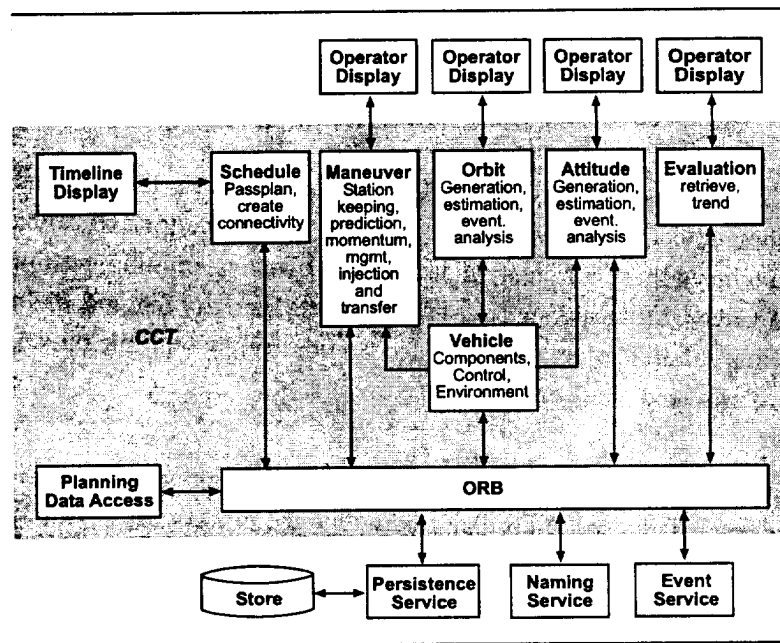 Operator
Display
Operator
Display
Operator
Display
Operator
Display
Timeline
Display
Schedule
Passplan,
create
connectivity
Maneuver
Station
keeping,
prediction,
momentum,
mgmt,
injection
and
transfer
Orbit
Generation,
estimation,
event.
analysis
Attitude
Generation,
estimation,
event.
analysis
Evaluation
retrieve,
trend
CCT
Vehicle
Components,
Control,
Environment
Planning
Data Access
ORB
Store
Persistence
Service
Naming
Service
Event
Service